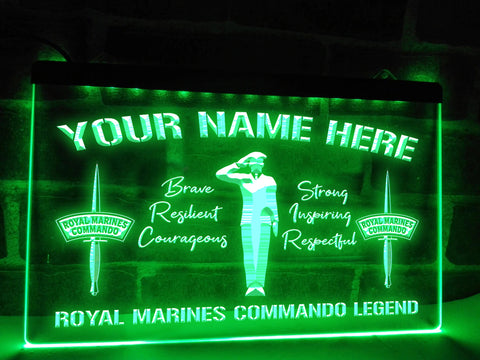 YOUR NAME HERE
Brave
Resilient
Courageous
Strong
Inspiring
Respectful
ROYAL MARINES
COMMANDO
ROYAL MARINES
COMMANDO
ROYAL MARINES COMMANDO LEGEND